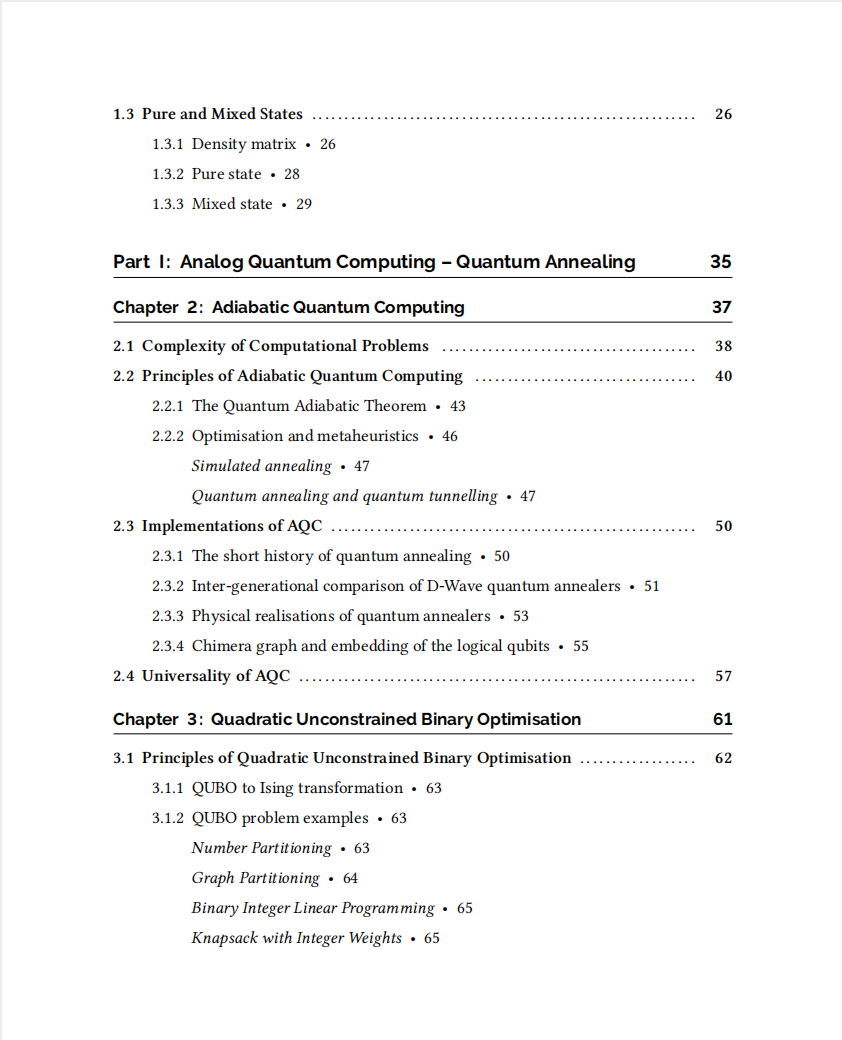 1.3 Pure and Mixed States ........................................................ 26
1.3.1 Density matrix • 26
1.3.2 Pure state • 28
1.3.3 Mixed state • 29
Part I: Analog Quantum Computing – Quantum Annealing 35
Chapter 2: Adiabatic Quantum Computing 37
2.1 Complexity of Computational Problems ...................................... 38
2.2 Principles of Adiabatic Quantum Computing ................................. 40
2.2.1 The Quantum Adiabatic Theorem • 43
2.2.2 Optimisation and metaheuristics • 46
Simulated annealing • 47
Quantum annealing and quantum tunnelling • 47
2.3 Implementations of AQC ...................................................... 50
2.3.1 The short history of quantum annealing • 50
2.3.2 Inter-generational comparison of D-Wave quantum annealers • 51
2.3.3 Physical realisations of quantum annealers • 53
2.3.4 Chimera graph and embedding of the logical qubits • 55
2.4 Universality of AQC .......................................................... 57
Chapter 3: Quadratic Unconstrained Binary Optimisation 61
3.1 Principles of Quadratic Unconstrained Binary Optimisation ................. 62
3.1.1 QUBO to Ising transformation • 63
3.1.2 QUBO problem examples • 63
Number Partitioning • 63
Graph Partitioning • 64
Binary Integer Linear Programming • 65
Knapsack with Integer Weights • 65